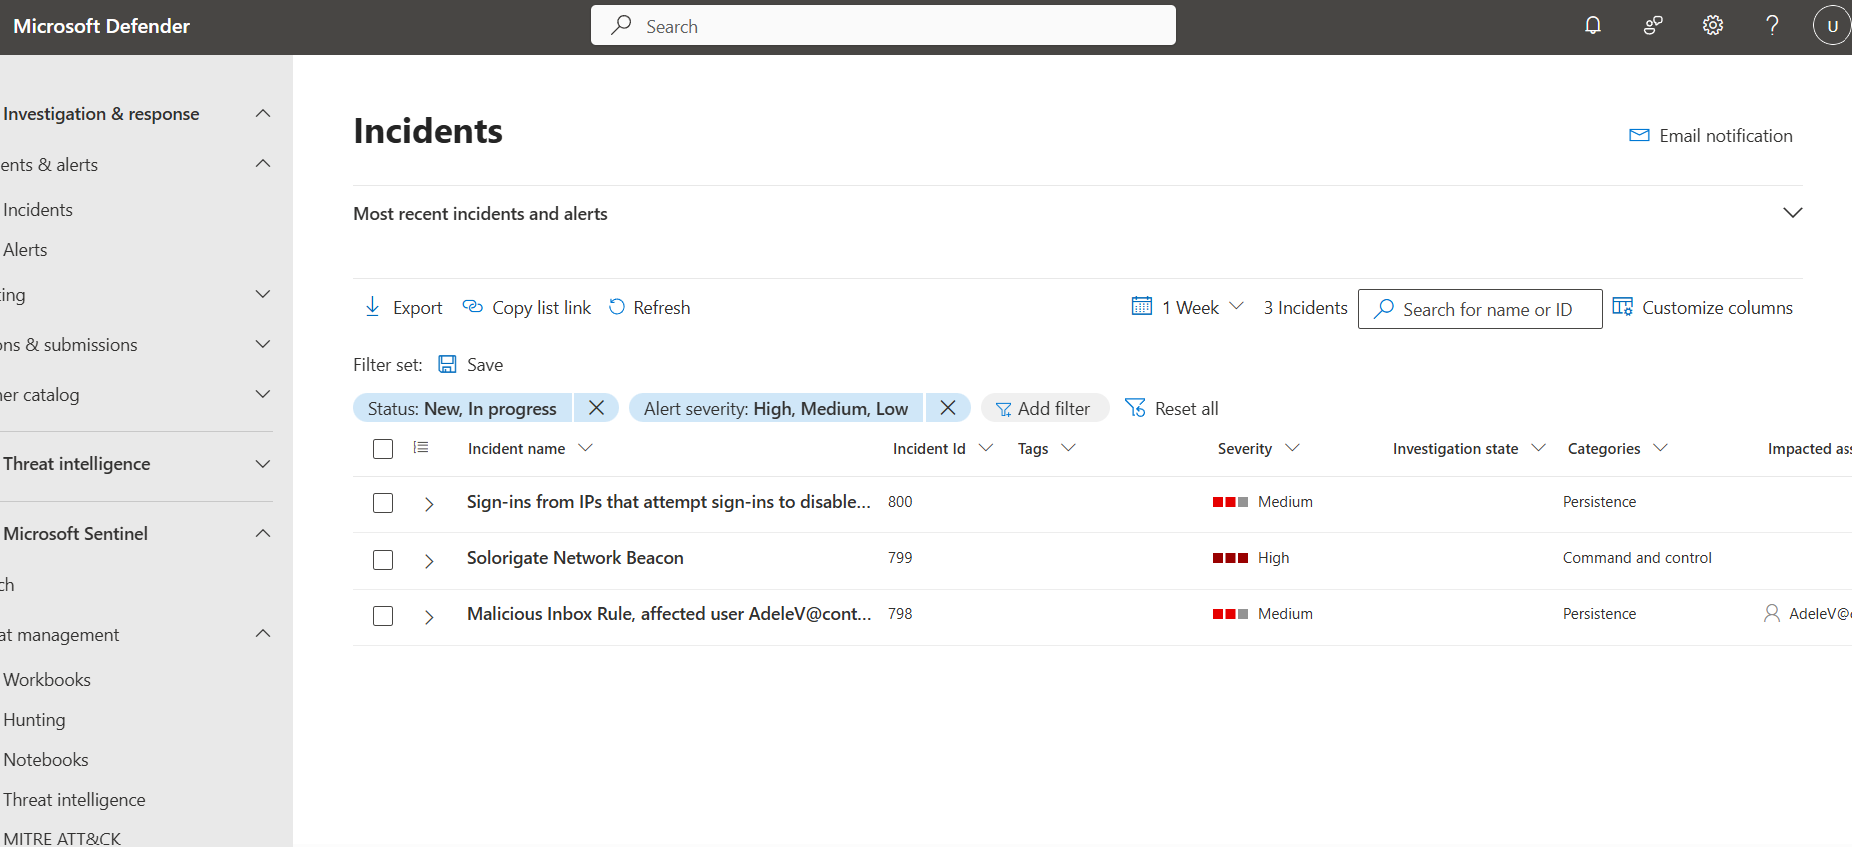 Microsoft Defender
Search
U
Investigation & response
ents & alerts
Incidents
Alerts
ting
ons & submissions
ner catalog
Threat intelligence
Microsoft Sentinel
ch
at management
Workbooks
Hunting
Notebooks
Threat intelligence
MITRE ATT&CK
Incidents
Email notification
Most recent incidents and alerts
Export Copy list link Refresh 1 Week 3 Incidents Search for name or ID Customize columns
Filter set: Save
Status: New, In progress Alert severity: High, Medium, Low Add filter Reset all
Incident name Incident Id Tags Severity Investigation state Categories Impacted ass
Sign-ins from IPs that attempt sign-ins to disable... 800 Medium Persistence
Solorigate Network Beacon 799 High Command and control
Malicious Inbox Rule, affected user AdeleV@cont... 798 Medium Persistence AdeleV@c